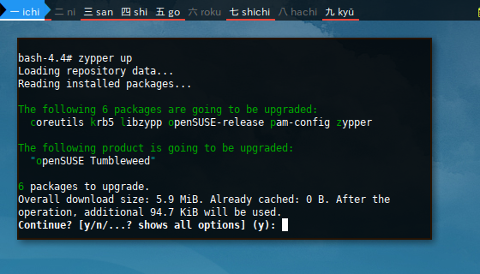 一 ichi 二 ni 三 san 四 shi 五 go 六 roku 七 shichi 八 hachi 九 kyū
bash-4.4# zypper up
Loading repository data...
Reading installed packages...
The following 6 packages are going to be upgraded:
coreutils krb5 libzypp openSUSE-release pam-config zypper
The following product is going to be upgraded:
"openSUSE Tumbleweed"
6 packages to upgrade.
Overall download size: 5.9 MiB. Already cached: 0 B. After the
operation, additional 94.7 KiB will be used.
Continue? [y/n/...? shows all options] (y):